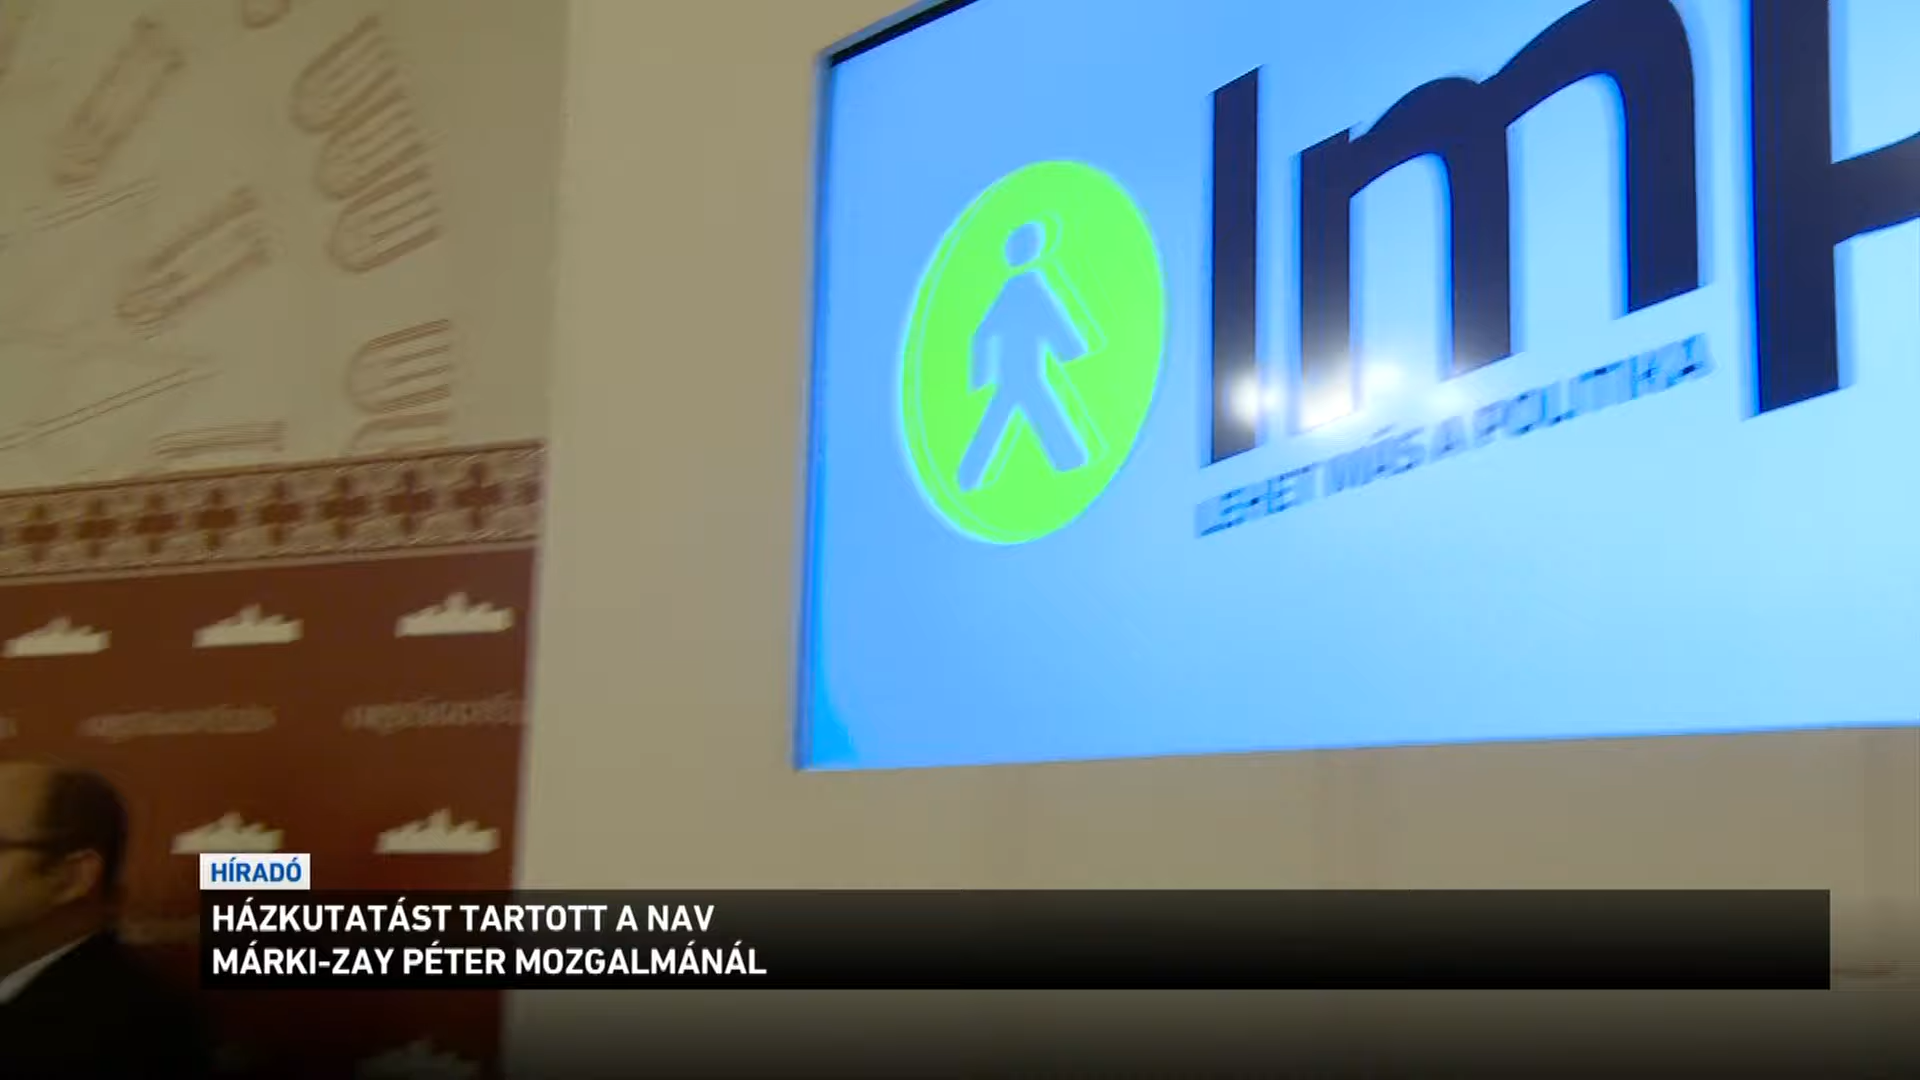 lmp
LEHET MÁS A POLITIKA
HÍRADÓ
HÁZKUTATÁST TARTOTT A NAV
MÁRKI-ZAY PÉTER MOZGALMÁNÁL